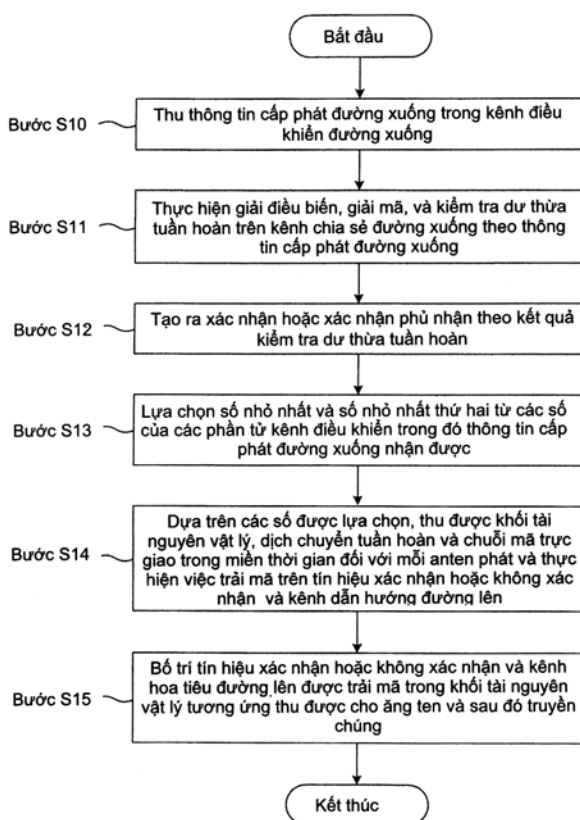 Bắt đầu
Bước S10
Thu thông tin cấp phát đường xuống trong kênh điều
khiển đường xuống
Bước S11
Thực hiện giải điều biến, giải mã, và kiểm tra dư thừa
tuần hoàn trên kênh chia sẻ đường xuống theo thông
tin cấp phát đường xuống
Bước S12
Tạo ra xác nhận hoặc xác nhận phủ nhận theo kết quả
kiểm tra dư thừa tuần hoàn
Bước S13
Lựa chọn số nhỏ nhất và số nhỏ nhất thứ hai từ các số
của các phần tử kênh điều khiển trong đó thông tin cấp
phát đường xuống nhận được
Bước S14
Dựa trên các số được lựa chọn, thu được khối tài
nguyên vật lý, dịch chuyển tuần hoàn và chuỗi mã trực
giao trong miền thời gian đối với mỗi anten phát và thực
hiện việc trải mã trên tín hiệu xác nhận hoặc không xác
nhận và kênh dẫn hướng đường lên
Bước S15
Bố trí tín hiệu xác nhận hoặc không xác nhận và kênh
hoa tiêu đường lên được trải mã trong khối tài nguyên
vật lý tương ứng thu được cho ăng ten và sau đó truyền
chúng
Kết thúc